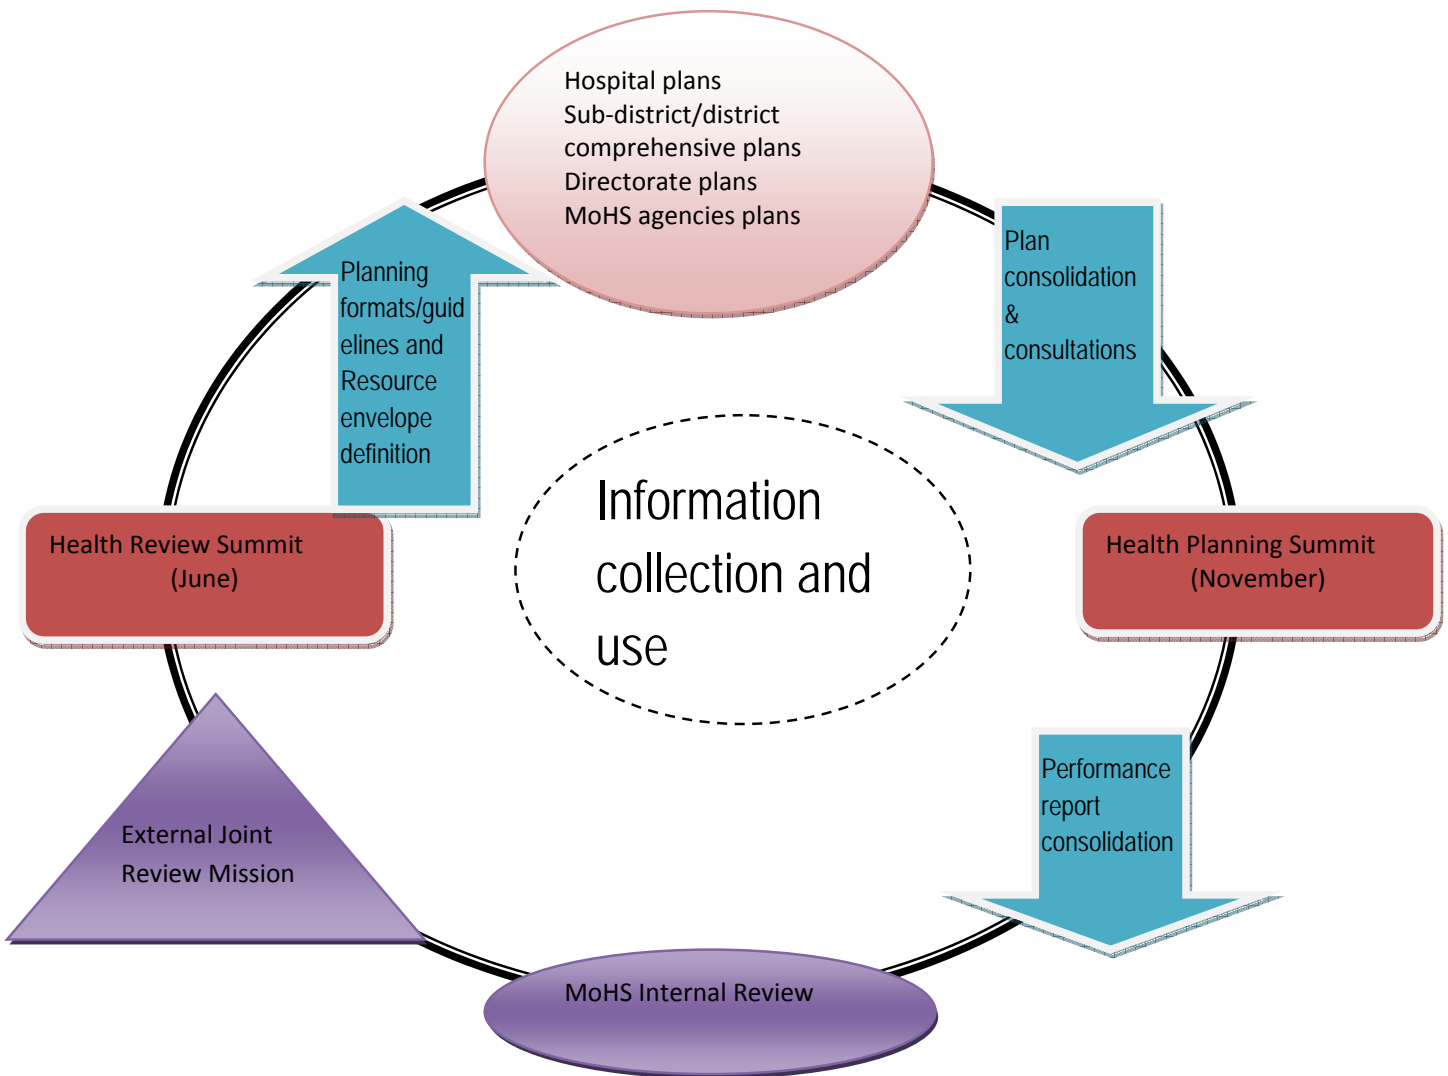 Hospital plans
Sub-district/district
comprehensive plans
Directorate plans
MoHS agencies plans
Planning
formats/guid
elines and
Resource
envelope
definition
Plan
consolidation
&
consultations
Information
collection and
use
Health Review Summit
(June)
Health Planning Summit
(November)
Performance
report
consolidation
External Joint
Review Mission
MoHS Internal Review